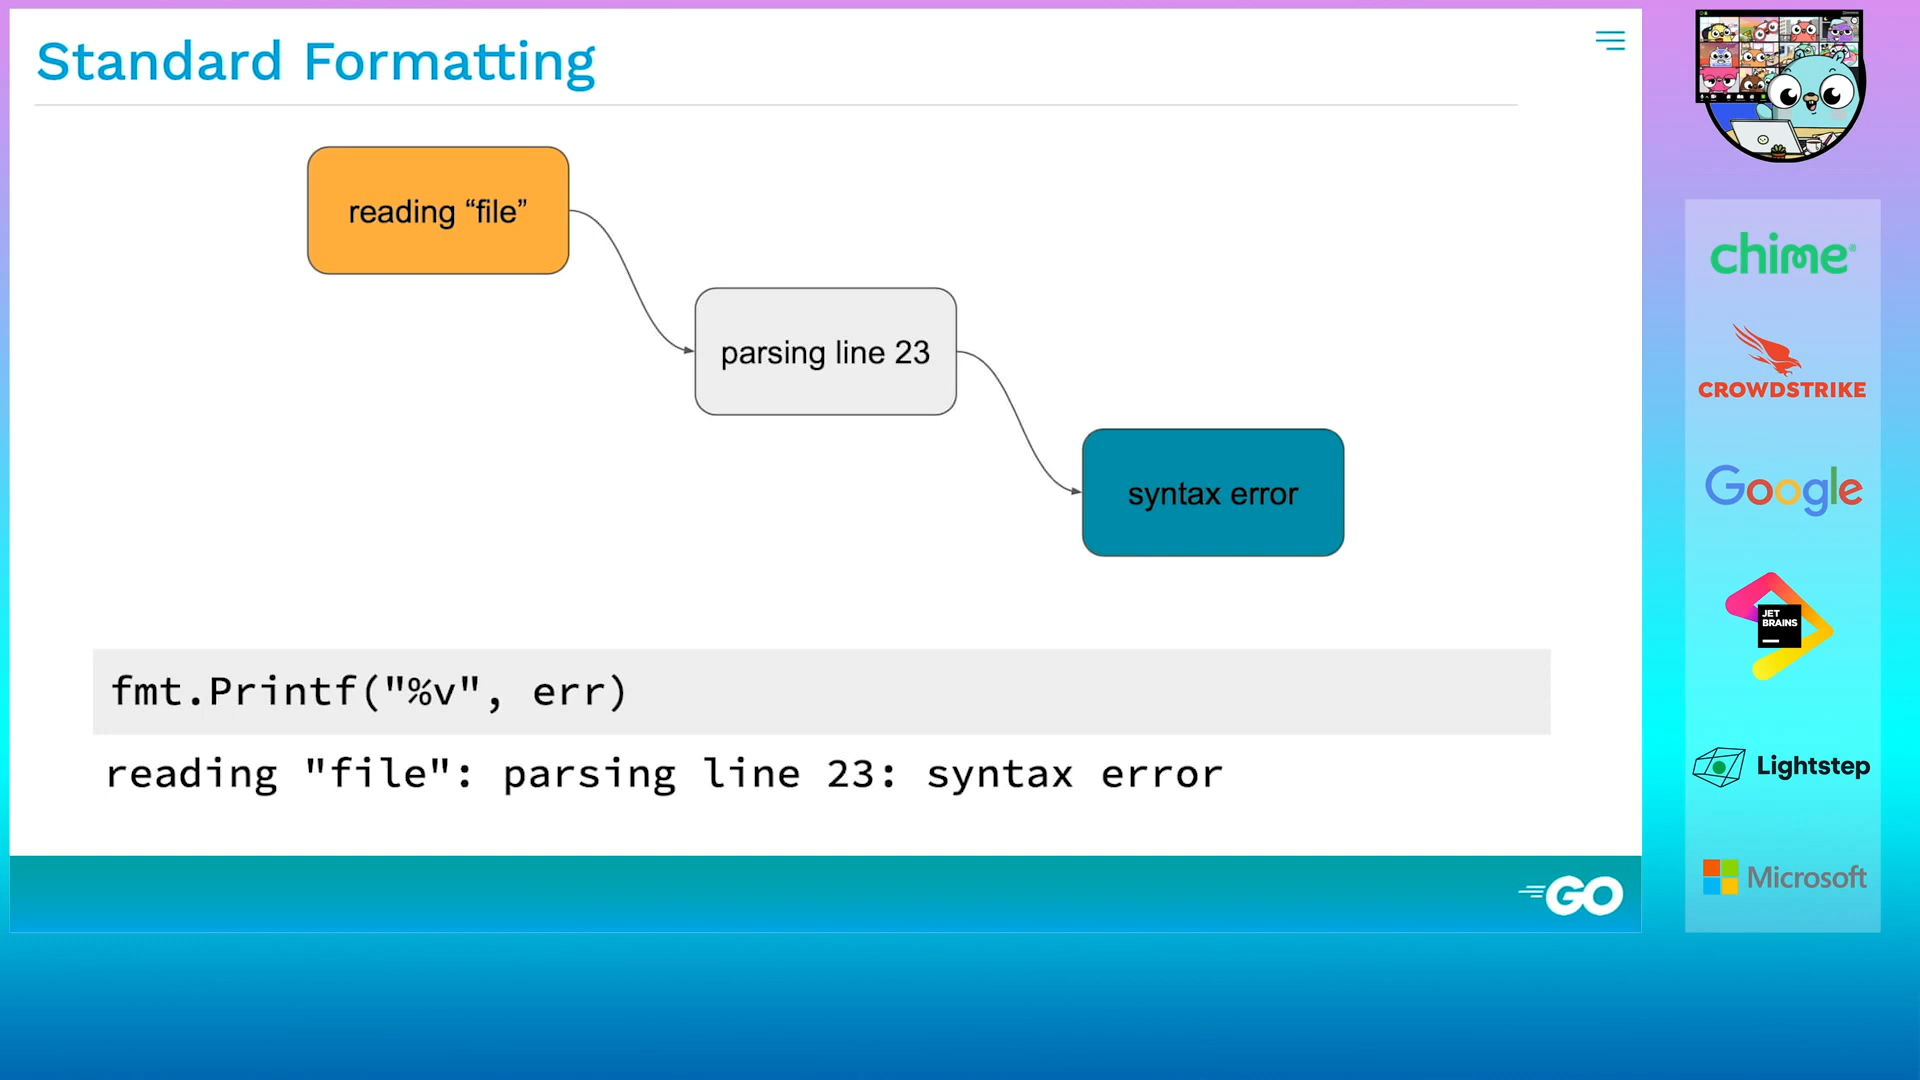 Standard Formatting
reading “file”
parsing line 23
syntax error
fmt.Printf("%v", err)
reading "file": parsing line 23: syntax error
GO
chime
CROWDSTRIKE
Google
JET
BRAINS
Lightstep
Microsoft